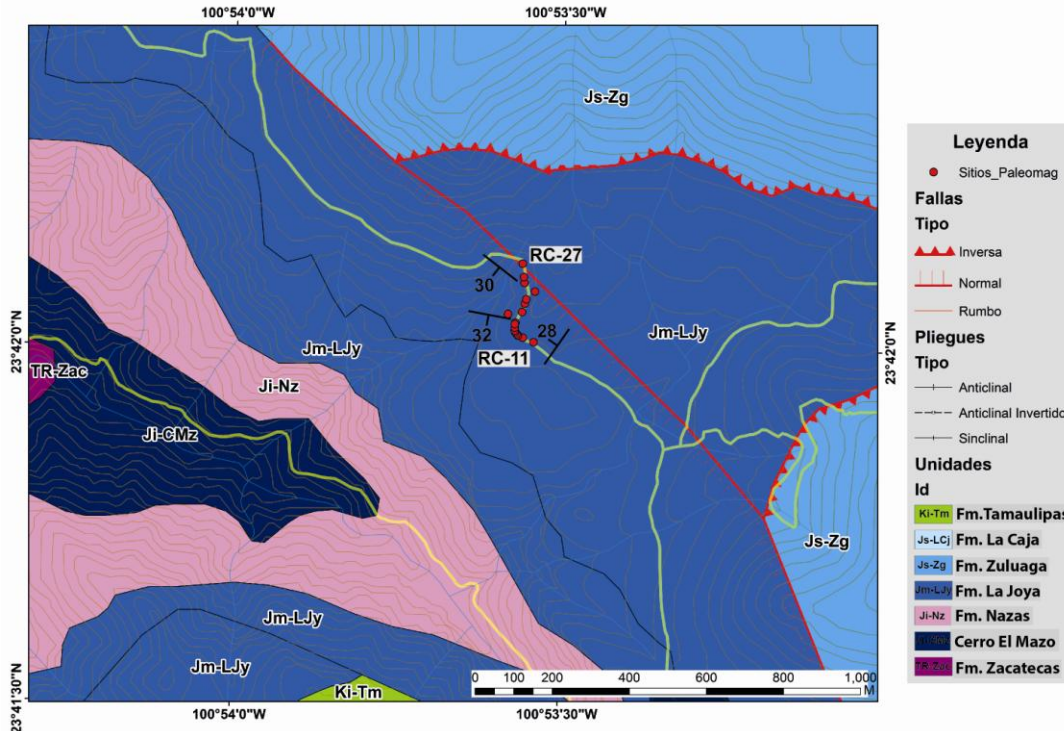 100°54'0"W
100°53'30"W
Js-Zg
RC-27
30
32
28
Jm-LJy
Jm-LJy
RC-11
23°42'0"N
23°42'0"N
TR-Zac
Ji-Nz
Ji-CMz
Js-Zg
Jm-LJy
Jm-LJy
Ki-Tm
0 50 100 200 400 600 800 1,000
M
23°41'30"N
100°54'0"W
100°53'30"W
Leyenda
Sitios_Paleomag
Fallas
Tipo
Inversa
Normal
Rumbo
Pliegues
Tipo
Anticlinal
Anticlinal Invertido
Sinclinal
Unidades
Id
Ki-Tm Fm.Tamaulipas
Js-LCj Fm. La Caja
Js-Zg Fm. Zuluaga
Jm-LJy Fm. La Joya
Ji-Nz Fm. Nazas
Cerro El Mazo
TR-Zac Fm. Zacatecas